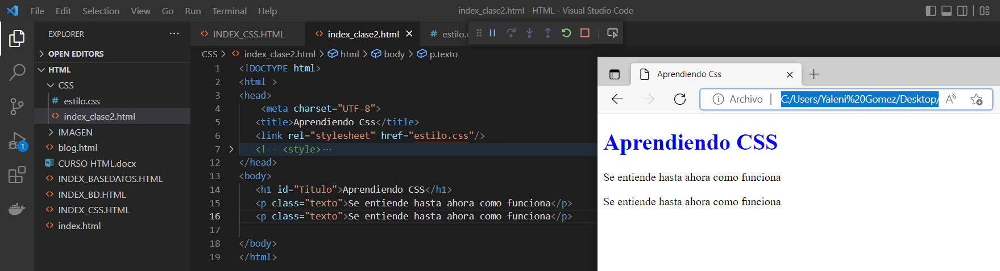 File Edit Selection View Go Run Terminal Help
index_clase2.html - HTML - Visual Studio Code
EXPLORER
OPEN EDITORS
HTML
CSS
# estilo.css
index_clase2.html
IMAGEN
blog.html
CURSO HTML.docx
INDEX_BASEDATOS.HTML
INDEX_BD.HTML
INDEX_CSS.HTML
index.html
1
INDEX_CSS.HTML
index_clase2.html
# estilo.c
CSS > index_clase2.html > html > body > p.texto
1 <!DOCTYPE html>
2 <html >
3 <head>
4 <meta charset="UTF-8">
5 <title>Aprendiendo Css</title>
6 <link rel="stylesheet" href="estilo.css"/>
7 <!-- <style>···
12 </head>
13 <body>
14 <h1 id="Titulo">Aprendiendo CSS</h1>
15 <p class="texto">Se entiende hasta ahora como funciona</p>
16 <p class="texto">Se entiende hasta ahora como funciona</p>
17
18 </body>
19 </html>
Aprendiendo Css
Archivo | C:/Users/Yaleni%20Gomez/Desktop/
Aprendiendo CSS
Se entiende hasta ahora como funciona
Se entiende hasta ahora como funciona